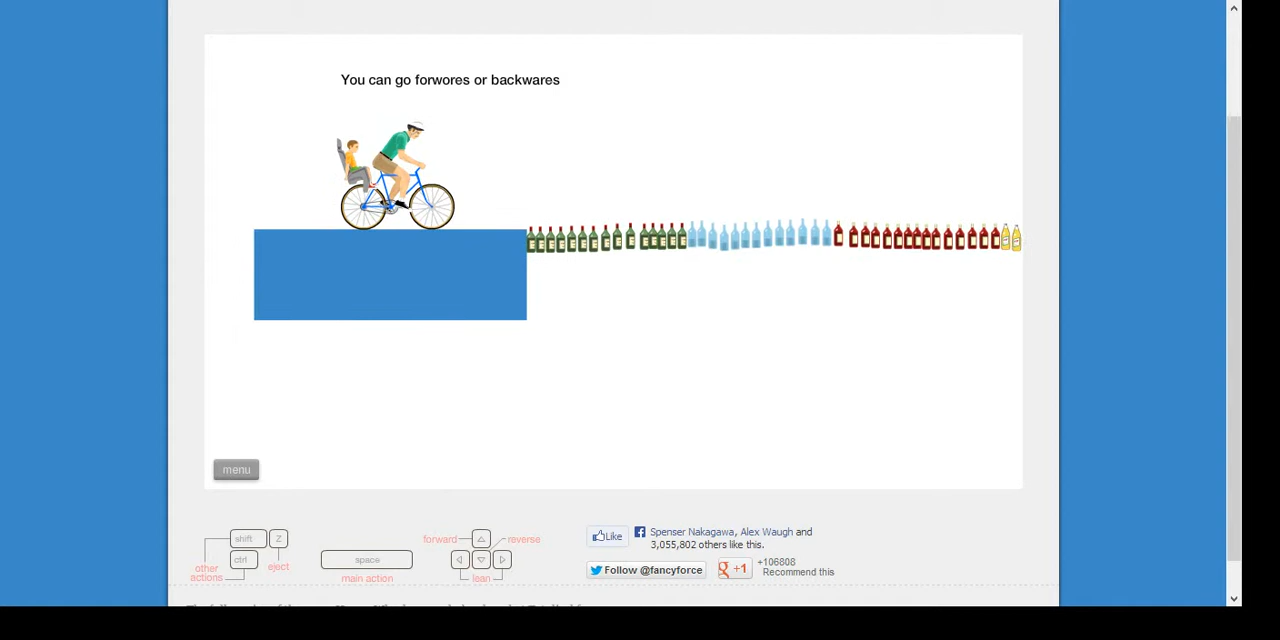 You can go forwores or backwares
menu
shift
Z
ctrl
other
actions
eject
space
main action
forward
reverse
lean
Like
Spenser Nakagawa, Alex Waugh and
3,055,802 others like this.
Follow @fancyforce
g +1
+106808
Recommend this